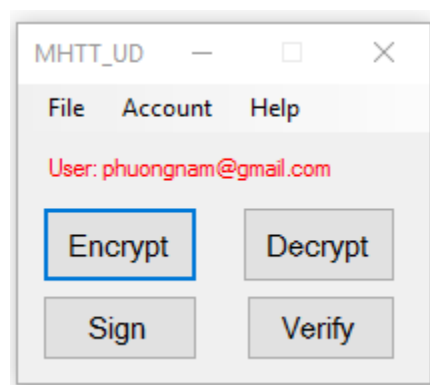 MHTT_UD
File Account Help
User: phuongnam@gmail.com
Encrypt Decrypt
Sign Verify